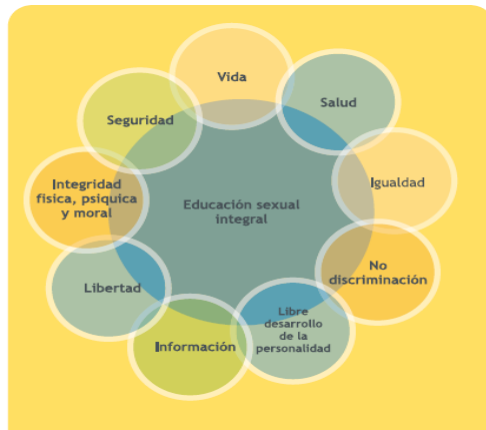 Vida
Salud
Igualdad
No
discriminación
Libre
desarrollo
de la
personalidad
Información
Libertad
Integridad
física, psíquica
y moral
Seguridad
Educación sexual
integral